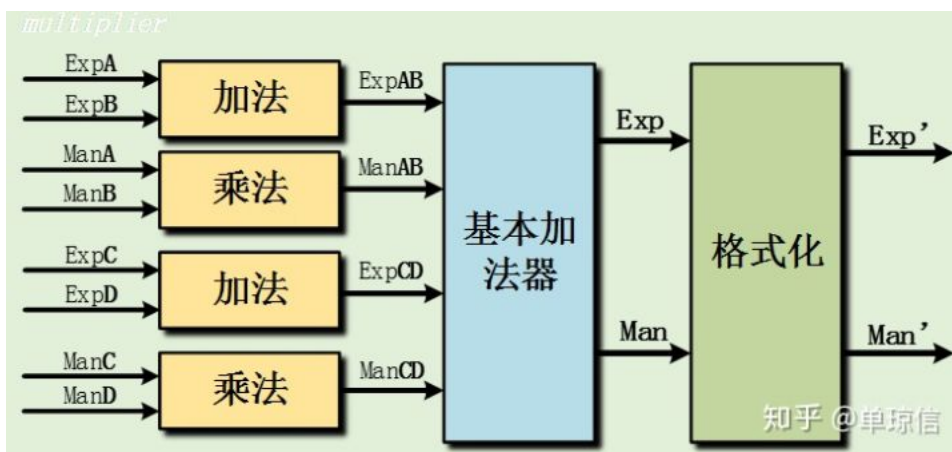 multiplier
ExpA
ExpB
加法
ExpAB
ManA
ManB
乘法
ManAB
ExpC
ExpD
加法
ExpCD
ManC
ManD
乘法
ManCD
基本加
法器
Exp
Man
格式化
Exp’
Man’
知乎 @单琼信